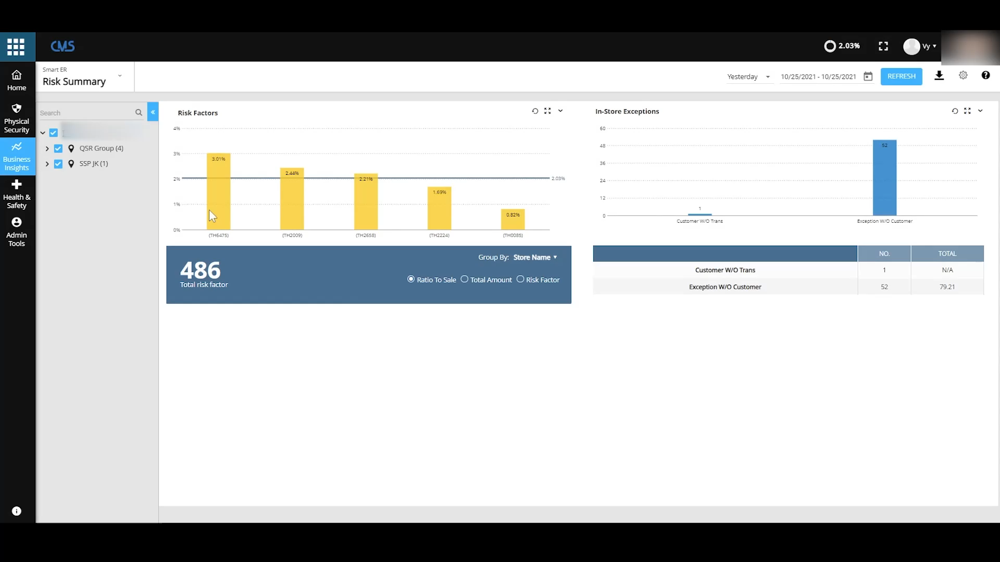 CMS
2.03%
Vy
Smart ER
Risk Summary
Yesterday
10/25/2021 - 10/25/2021
REFRESH
Home
Physical
Security
Business
Insights
Health &
Safety
Admin
Tools
Search
QSR Group (4)
SSP JK (1)
Risk Factors
4%
3%
2%
1%
0%
3.01%
2.44%
2.21%
1.69%
0.82%
2.03%
(TH6475)
(TH2009)
(TH2658)
(TH2224)
(TH0085)
486
Total risk factor
Group By: Store Name
Ratio To Sale
Total Amount
Risk Factor
In-Store Exceptions
60
48
36
24
12
0
1
52
Customer W/O Trans
Exception W/O Customer
NO. TOTAL
Customer W/O Trans 1 N/A
Exception W/O Customer 52 79.21